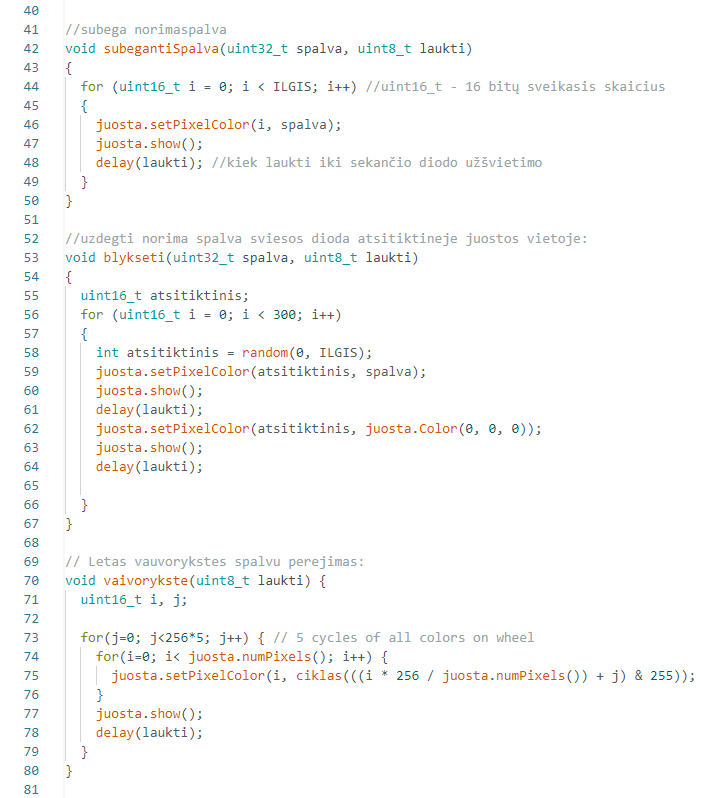 40
41 //subega norimaspalva
42 void subegantiSpalva(uint32_t spalva, uint8_t laukti)
43 {
44   for (uint16_t i = 0; i < ILGIS; i++) //uint16_t - 16 bitų sveikasis skaicius
45   {
46     juosta.setPixelColor(i, spalva);
47     juosta.show();
48     delay(laukti); //kiek laukti iki sekančio diodo užšvietimo
49   }
50 }
51
52 //uzdegti norima spalva sviesos dioda atsitiktineje juostos vietoje:
53 void blykseti(uint32_t spalva, uint8_t laukti)
54 {
55   uint16_t atsitiktinis;
56   for (uint16_t i = 0; i < 300; i++)
57   {
58     int atsitiktinis = random(0, ILGIS);
59     juosta.setPixelColor(atsitiktinis, spalva);
60     juosta.show();
61     delay(laukti);
62     juosta.setPixelColor(atsitiktinis, juosta.Color(0, 0, 0));
63     juosta.show();
64     delay(laukti);
65
66   }
67 }
68
69 // Letas vauvorykstes spalvu perejimas:
70 void vaivorykste(uint8_t laukti) {
71   uint16_t i, j;
72
73   for(j=0; j<256*5; j++) { // 5 cycles of all colors on wheel
74     for(i=0; i< juosta.numPixels(); i++) {
75       juosta.setPixelColor(i, ciklas(((i * 256 / juosta.numPixels()) + j) & 255));
76     }
77     juosta.show();
78     delay(laukti);
79   }
80 }
81